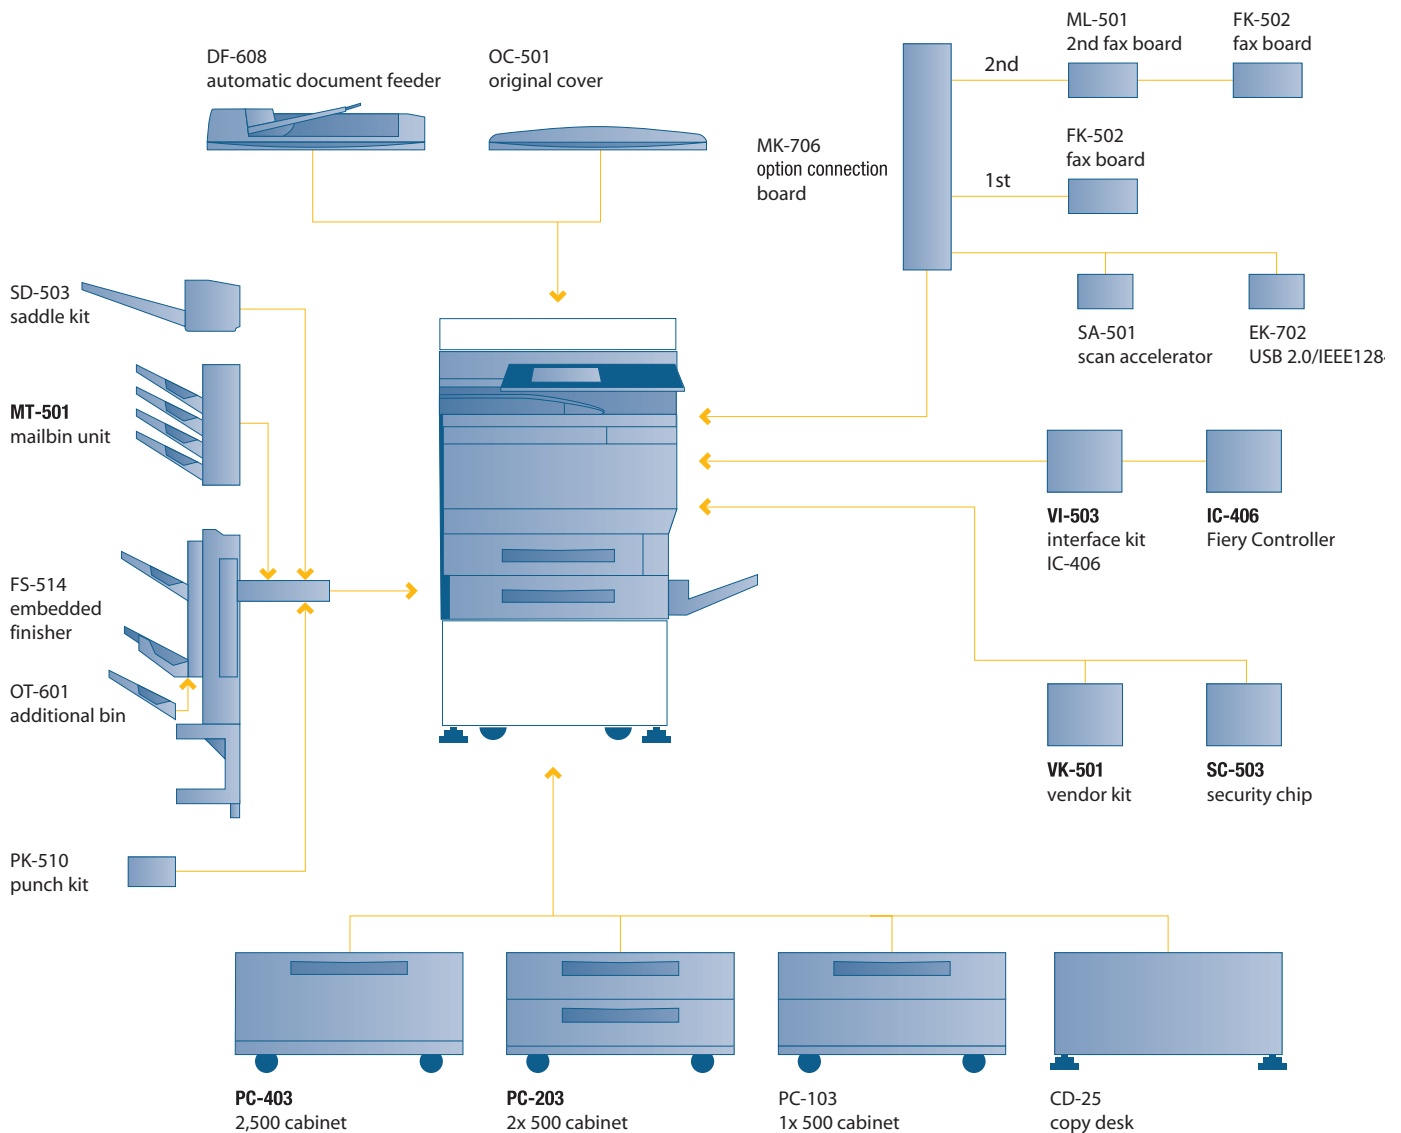 DF-608
automatic document feeder
OC-501
original cover
MK-706
option connection
board
2nd
ML-501
2nd fax board
FK-502
fax board
1st
FK-502
fax board
SA-501
scan accelerator
EK-702
USB 2.0/IEEE128
SD-503
saddle kit
MT-501
mailbin unit
FS-514
embedded
finisher
OT-601
additional bin
PK-510
punch kit
VI-503
interface kit
IC-406
IC-406
Fiery Controller
VK-501
vendor kit
SC-503
security chip
PC-403
2,500 cabinet
PC-203
2x 500 cabinet
PC-103
1x 500 cabinet
CD-25
copy desk